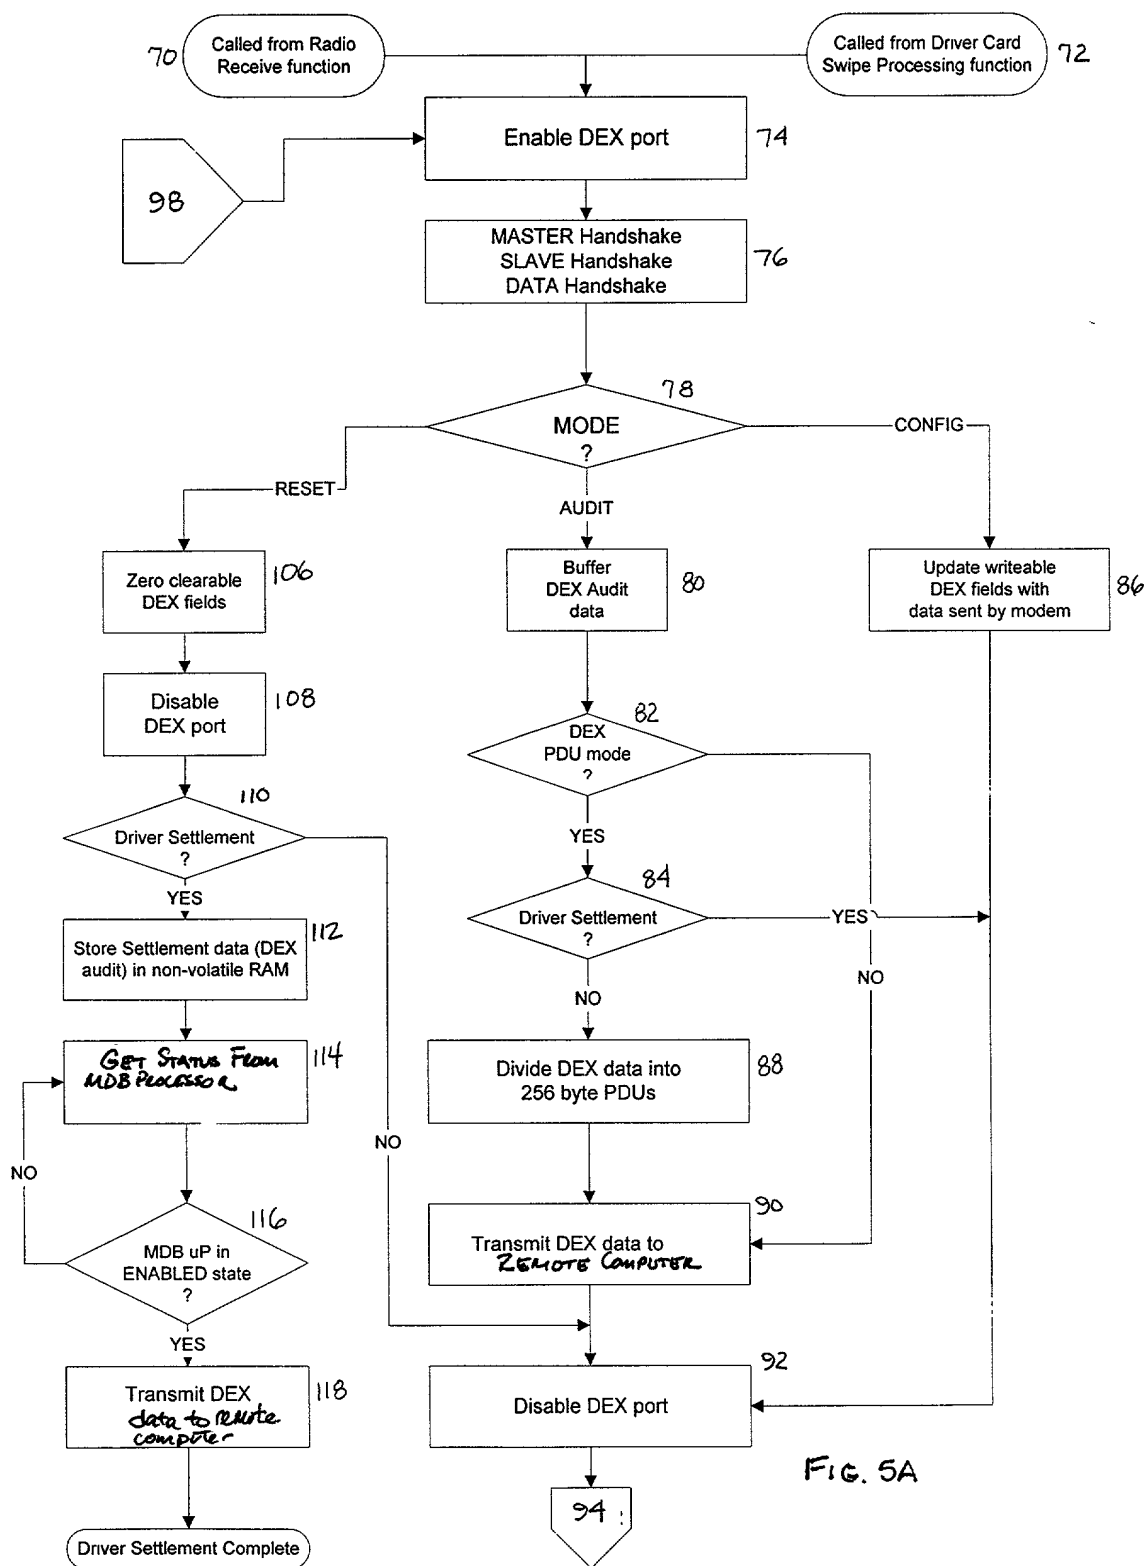 70
Called from Radio
Receive function
Called from Driver Card
Swipe Processing function
72
Enable DEX port
74
98
MASTER Handshake
SLAVE Handshake
DATA Handshake
76
78
MODE
?
CONFIG
RESET
AUDIT
Zero clearable
DEX fields
106
Buffer
DEX Audit
data
80
Update writeable
DEX fields with
data sent by modem
86
Disable
DEX port
108
82
DEX
PDU mode
?
110
Driver Settlement
?
YES
84
Driver Settlement
?
YES
YES
Store Settlement data (DEX
audit) in non-volatile RAM
112
NO
NO
GET STATUS FROM
MDB PROCESSOR
114
Divide DEX data into
256 byte PDUs
88
NO
NO
116
MDB uP in
ENABLED state
?
90
Transmit DEX data to
REMOTE COMPUTER
YES
92
Transmit DEX
data to remote
computer
118
Disable DEX port
FIG. 5A
94
Driver Settlement Complete